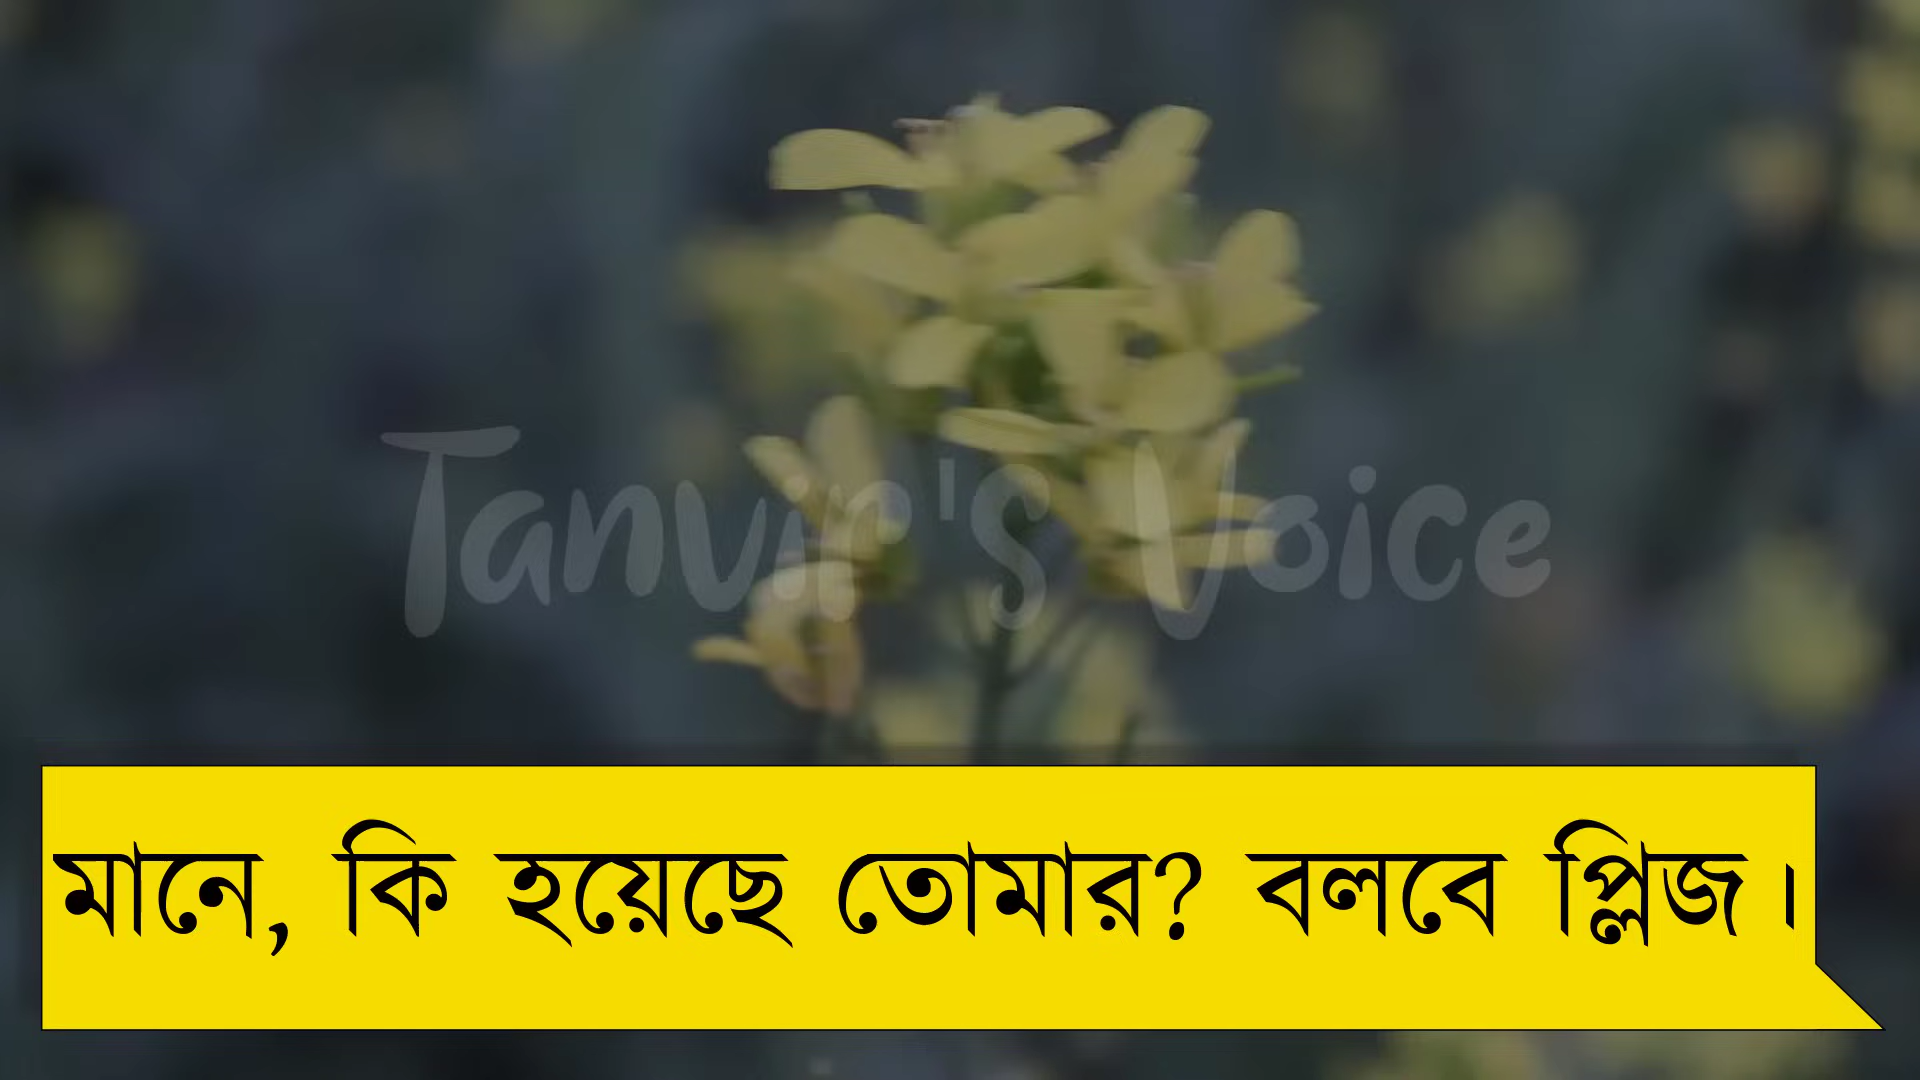 Tanvir's Voice
মানে, কি হয়েছে তোমার? বলবে প্লিজ।